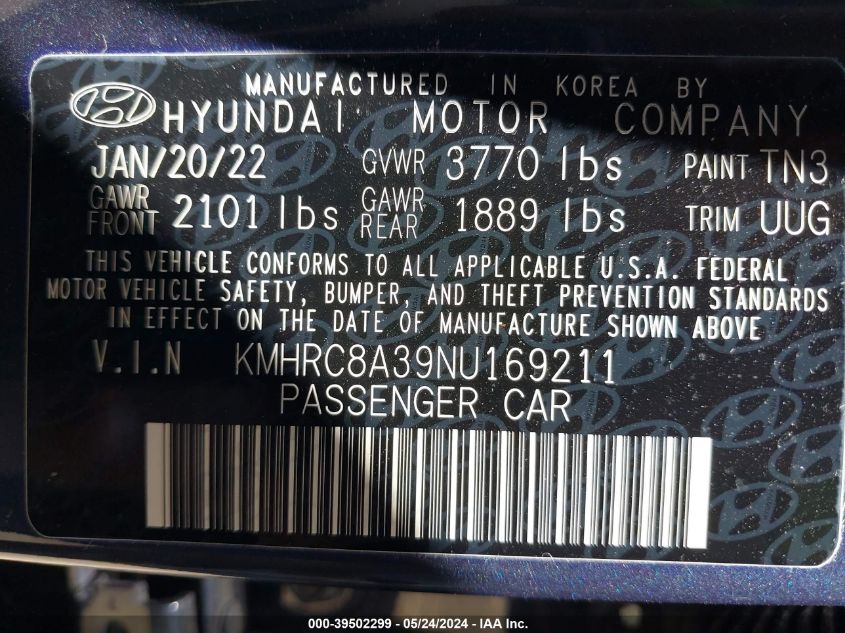 MANUFACTURED IN KOREA BY
HYUNDAI MOTOR COMPANY
JAN/20/22 GVWR 3770 lbs PAINT TN3
GAWR FRONT 2101 lbs GAWR REAR 1889 lbs TRIM UUG
THIS VEHICLE CONFORMS TO ALL APPLICABLE U.S.A. FEDERAL
MOTOR VEHICLE SAFETY, BUMPER, AND THEFT PREVENTION STANDARDS
IN EFFECT ON THE DATE OF MANUFACTURE SHOWN ABOVE
V.I.N KMHRC8A39NU169211
PASSENGER CAR
000-39502299 - 05/24/2024 - IAA Inc.